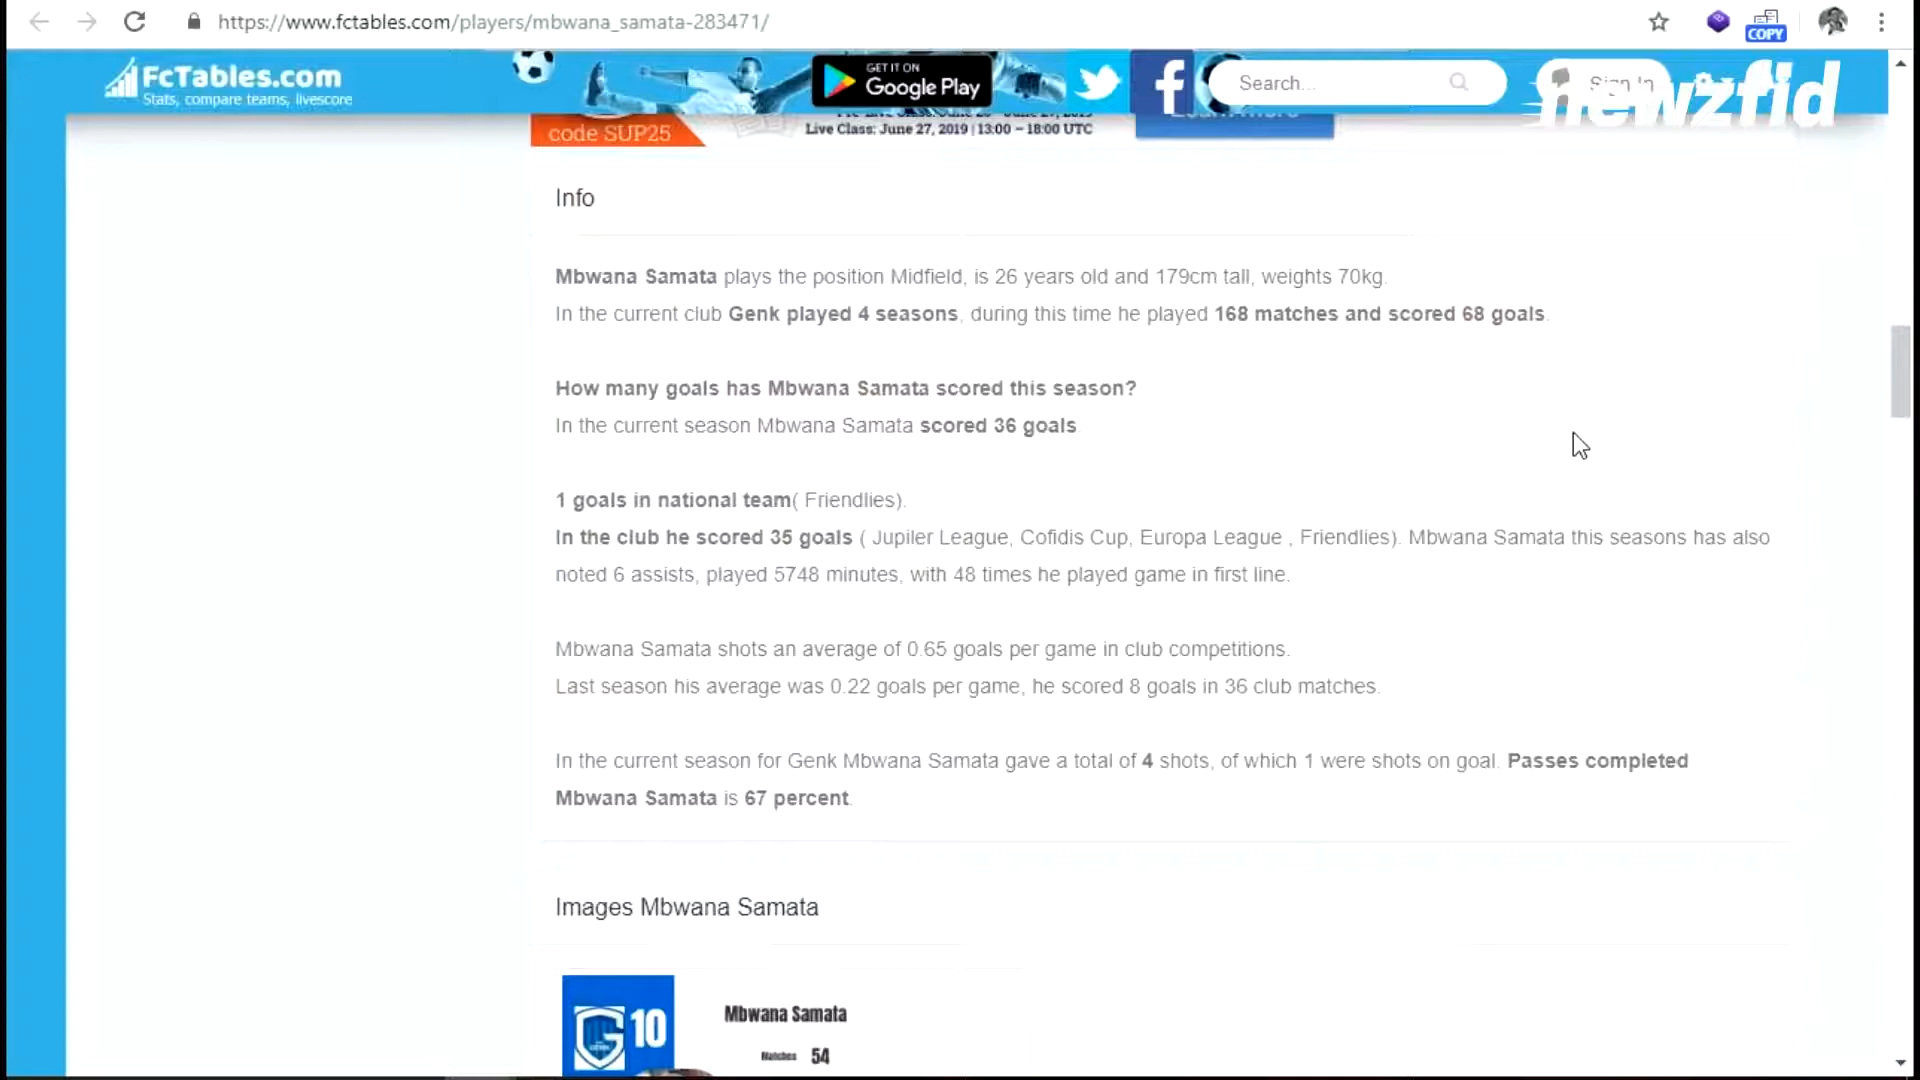 https://www.fctables.com/players/mbwana_samata-283471/
COPY
FcTables.com
Stats, compare teams, livescore
GET IT ON
Google Play
Search...
Sign In
newzfid
code SUP25
Live Class: June 27, 2019 | 13:00 – 18:00 UTC
Info
Mbwana Samata plays the position Midfield, is 26 years old and 179cm tall, weights 70kg.
In the current club Genk played 4 seasons, during this time he played 168 matches and scored 68 goals.
How many goals has Mbwana Samata scored this season?
In the current season Mbwana Samata scored 36 goals
1 goals in national team( Friendlies).
In the club he scored 35 goals ( Jupiler League, Cofidis Cup, Europa League , Friendlies). Mbwana Samata this seasons has also
noted 6 assists, played 5748 minutes, with 48 times he played game in first line.
Mbwana Samata shots an average of 0.65 goals per game in club competitions.
Last season his average was 0.22 goals per game, he scored 8 goals in 36 club matches.
In the current season for Genk Mbwana Samata gave a total of 4 shots, of which 1 were shots on goal. Passes completed
Mbwana Samata is 67 percent.
Images Mbwana Samata
10
Mbwana Samata
Matches 54